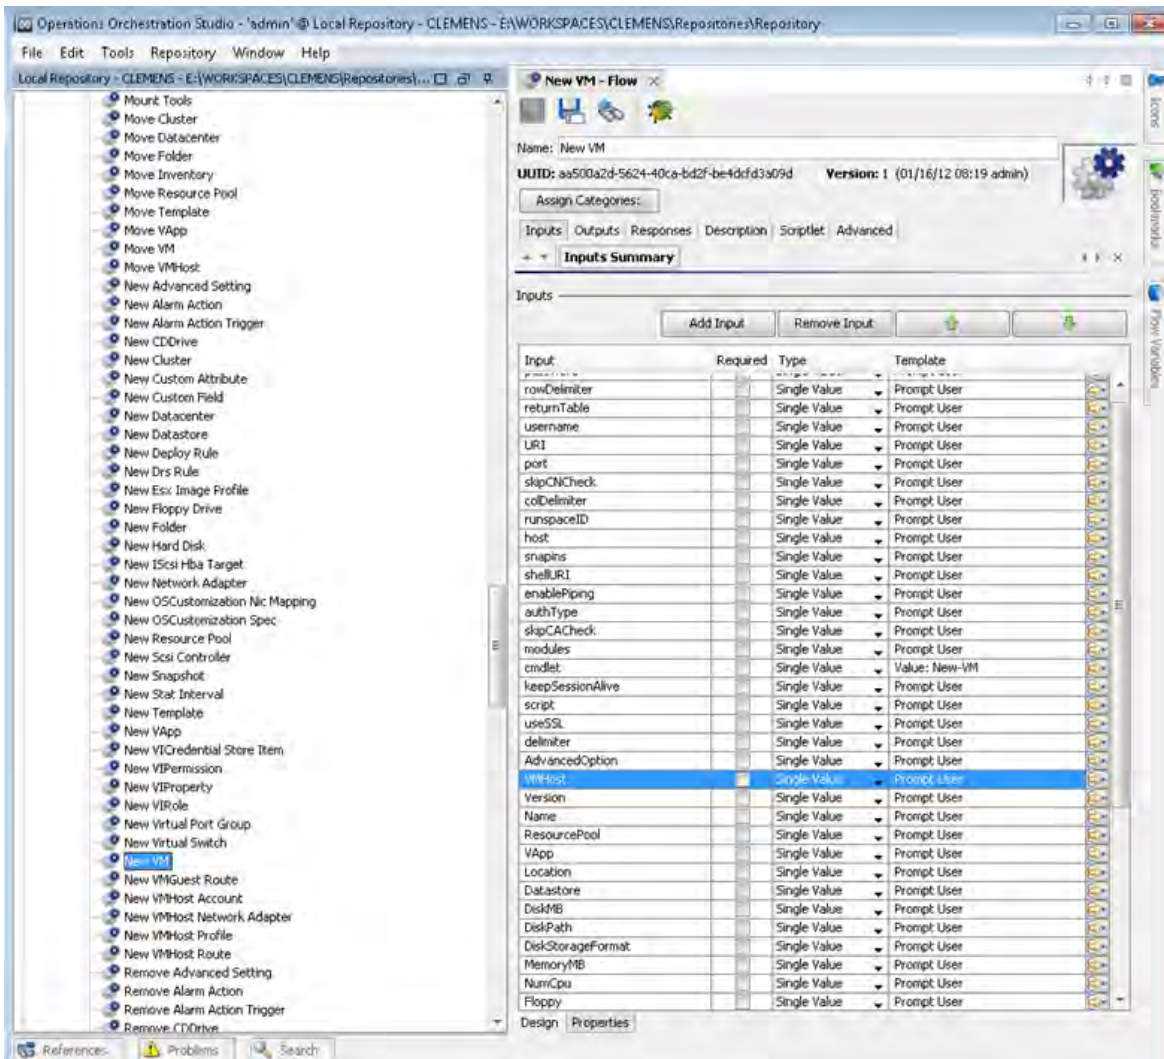 Operations Orchestration Studio - 'admin' @ Local Repository - CLEMENS - E:\WORKSPACES\CLEMENS\Repositories\Repository
File Edit Tools Repository Window Help
Local Repository - CLEMENS - E:\WORKSPACES\CLEMENS\Repositories\...
Mount Tools
Move Cluster
Move Datacenter
Move Folder
Move Inventory
Move Resource Pool
Move Template
Move VApp
Move VM
Move VMHost
New Advanced Setting
New Alarm Action
New Alarm Action Trigger
New CDDrive
New Cluster
New Custom Attribute
New Custom Field
New Datacenter
New Datastore
New Deploy Rule
New Drs Rule
New Esx Image Profile
New Floppy Drive
New Folder
New Hard Disk
New IScsi Hba Target
New Network Adapter
New OSCustomization Nic Mapping
New OSCustomization Spec
New Resource Pool
New Scsi Controller
New Snapshot
New Stat Interval
New Template
New VApp
New VICredential Store Item
New VIPermission
New VIProperty
New VIRole
New Virtual Port Group
New Virtual Switch
New VM
New VMGuest Route
New VMHost Account
New VMHost Network Adapter
New VMHost Profile
New VMHost Route
Remove Advanced Setting
Remove Alarm Action
Remove Alarm Action Trigger
Remove CDDrive
References Problems Search
New VM - Flow
Name: New VM
UUID: aa500a2d-5624-40ca-bd2f-be4dcfd3a09d Version: 1 (01/16/12 08:19 admin)
Assign Categories:
Inputs Outputs Responses Description Scriptlet Advanced
Inputs Summary
Inputs
Add Input Remove Input
Input Required Type Template
rowDelimiter Single Value Prompt User
returnTable Single Value Prompt User
username Single Value Prompt User
URI Single Value Prompt User
port Single Value Prompt User
skipCNCheck Single Value Prompt User
colDelimiter Single Value Prompt User
runspaceID Single Value Prompt User
host Single Value Prompt User
snapins Single Value Prompt User
shellURI Single Value Prompt User
enablePiping Single Value Prompt User
authType Single Value Prompt User
skipCACheck Single Value Prompt User
modules Single Value Prompt User
cmdlet Single Value Value: New-VM
keepSessionAlive Single Value Prompt User
script Single Value Prompt User
useSSL Single Value Prompt User
delimiter Single Value Prompt User
AdvancedOption Single Value Prompt User
VMHost Single Value Prompt User
Version Single Value Prompt User
Name Single Value Prompt User
ResourcePool Single Value Prompt User
VApp Single Value Prompt User
Location Single Value Prompt User
Datastore Single Value Prompt User
DiskMB Single Value Prompt User
DiskPath Single Value Prompt User
DiskStorageFormat Single Value Prompt User
MemoryMB Single Value Prompt User
NumCpu Single Value Prompt User
Floppy Single Value Prompt User
Design Properties
Icons
Bookmarks
Flow Variables